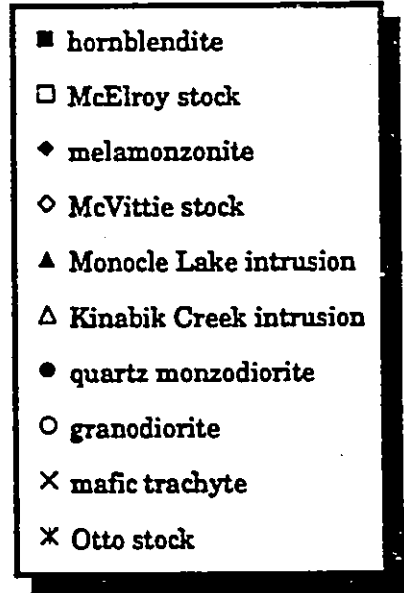 hornblendite
McElroy stock
melamonzonite
McVittie stock
Monocle Lake intrusion
Kinabik Creek intrusion
quartz monzodiorite
granodiorite
mafic trachyte
Otto stock